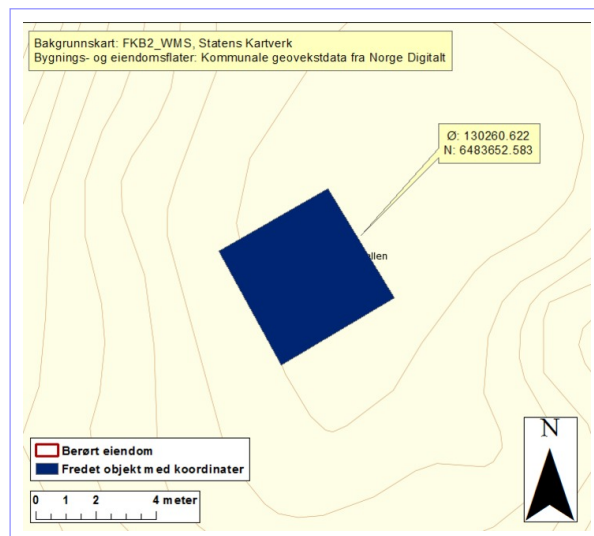 Bakgrunnskart: FKB2_WMS, Statens Kartverk
Bygnings- og eiendomsflater: Kommunale geovekstdata fra Norge Digitalt
Ø: 130260.622
N: 6483652.583
Berørt eiendom
Fredet objekt med koordinater
0 1 2 4 meter
N